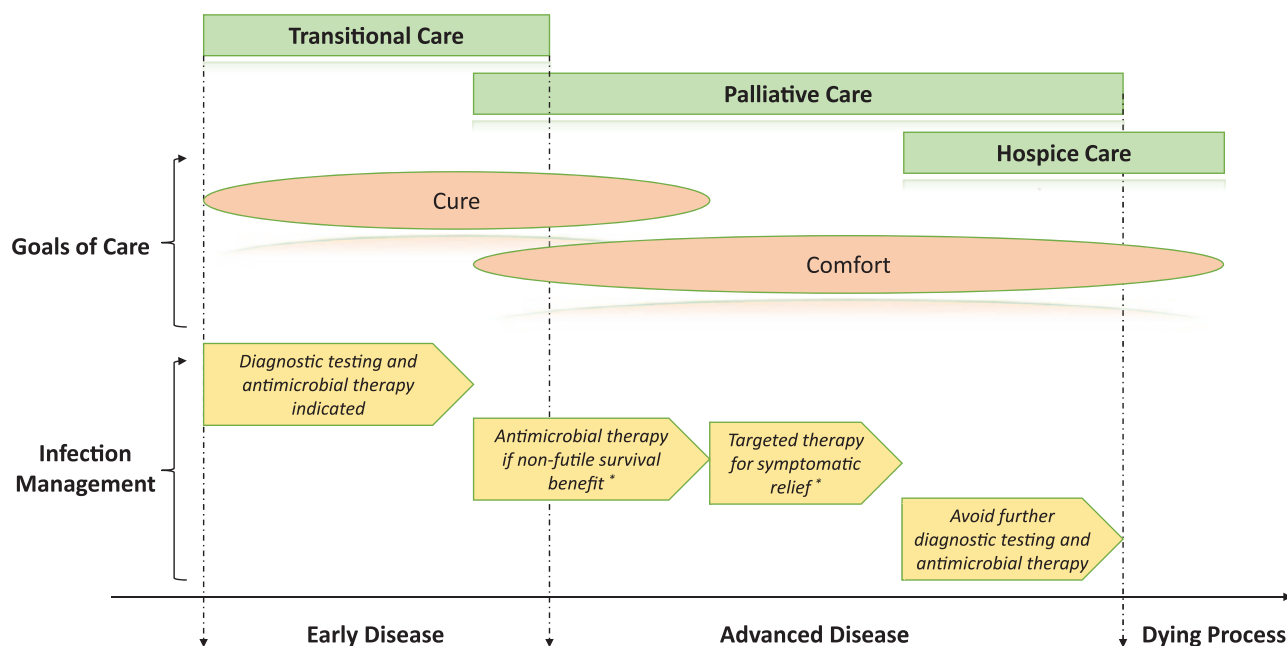 Transitional Care
Palliative Care
Hospice Care
Goals of Care
Cure
Comfort
Infection
Management
Diagnostic testing and
antimicrobial therapy
indicated
Antimicrobial therapy
if non-futile survival
benefit *
Targeted therapy
for symptomatic
relief *
Avoid further
diagnostic testing and
antimicrobial therapy
Early Disease
Advanced Disease
Dying Process